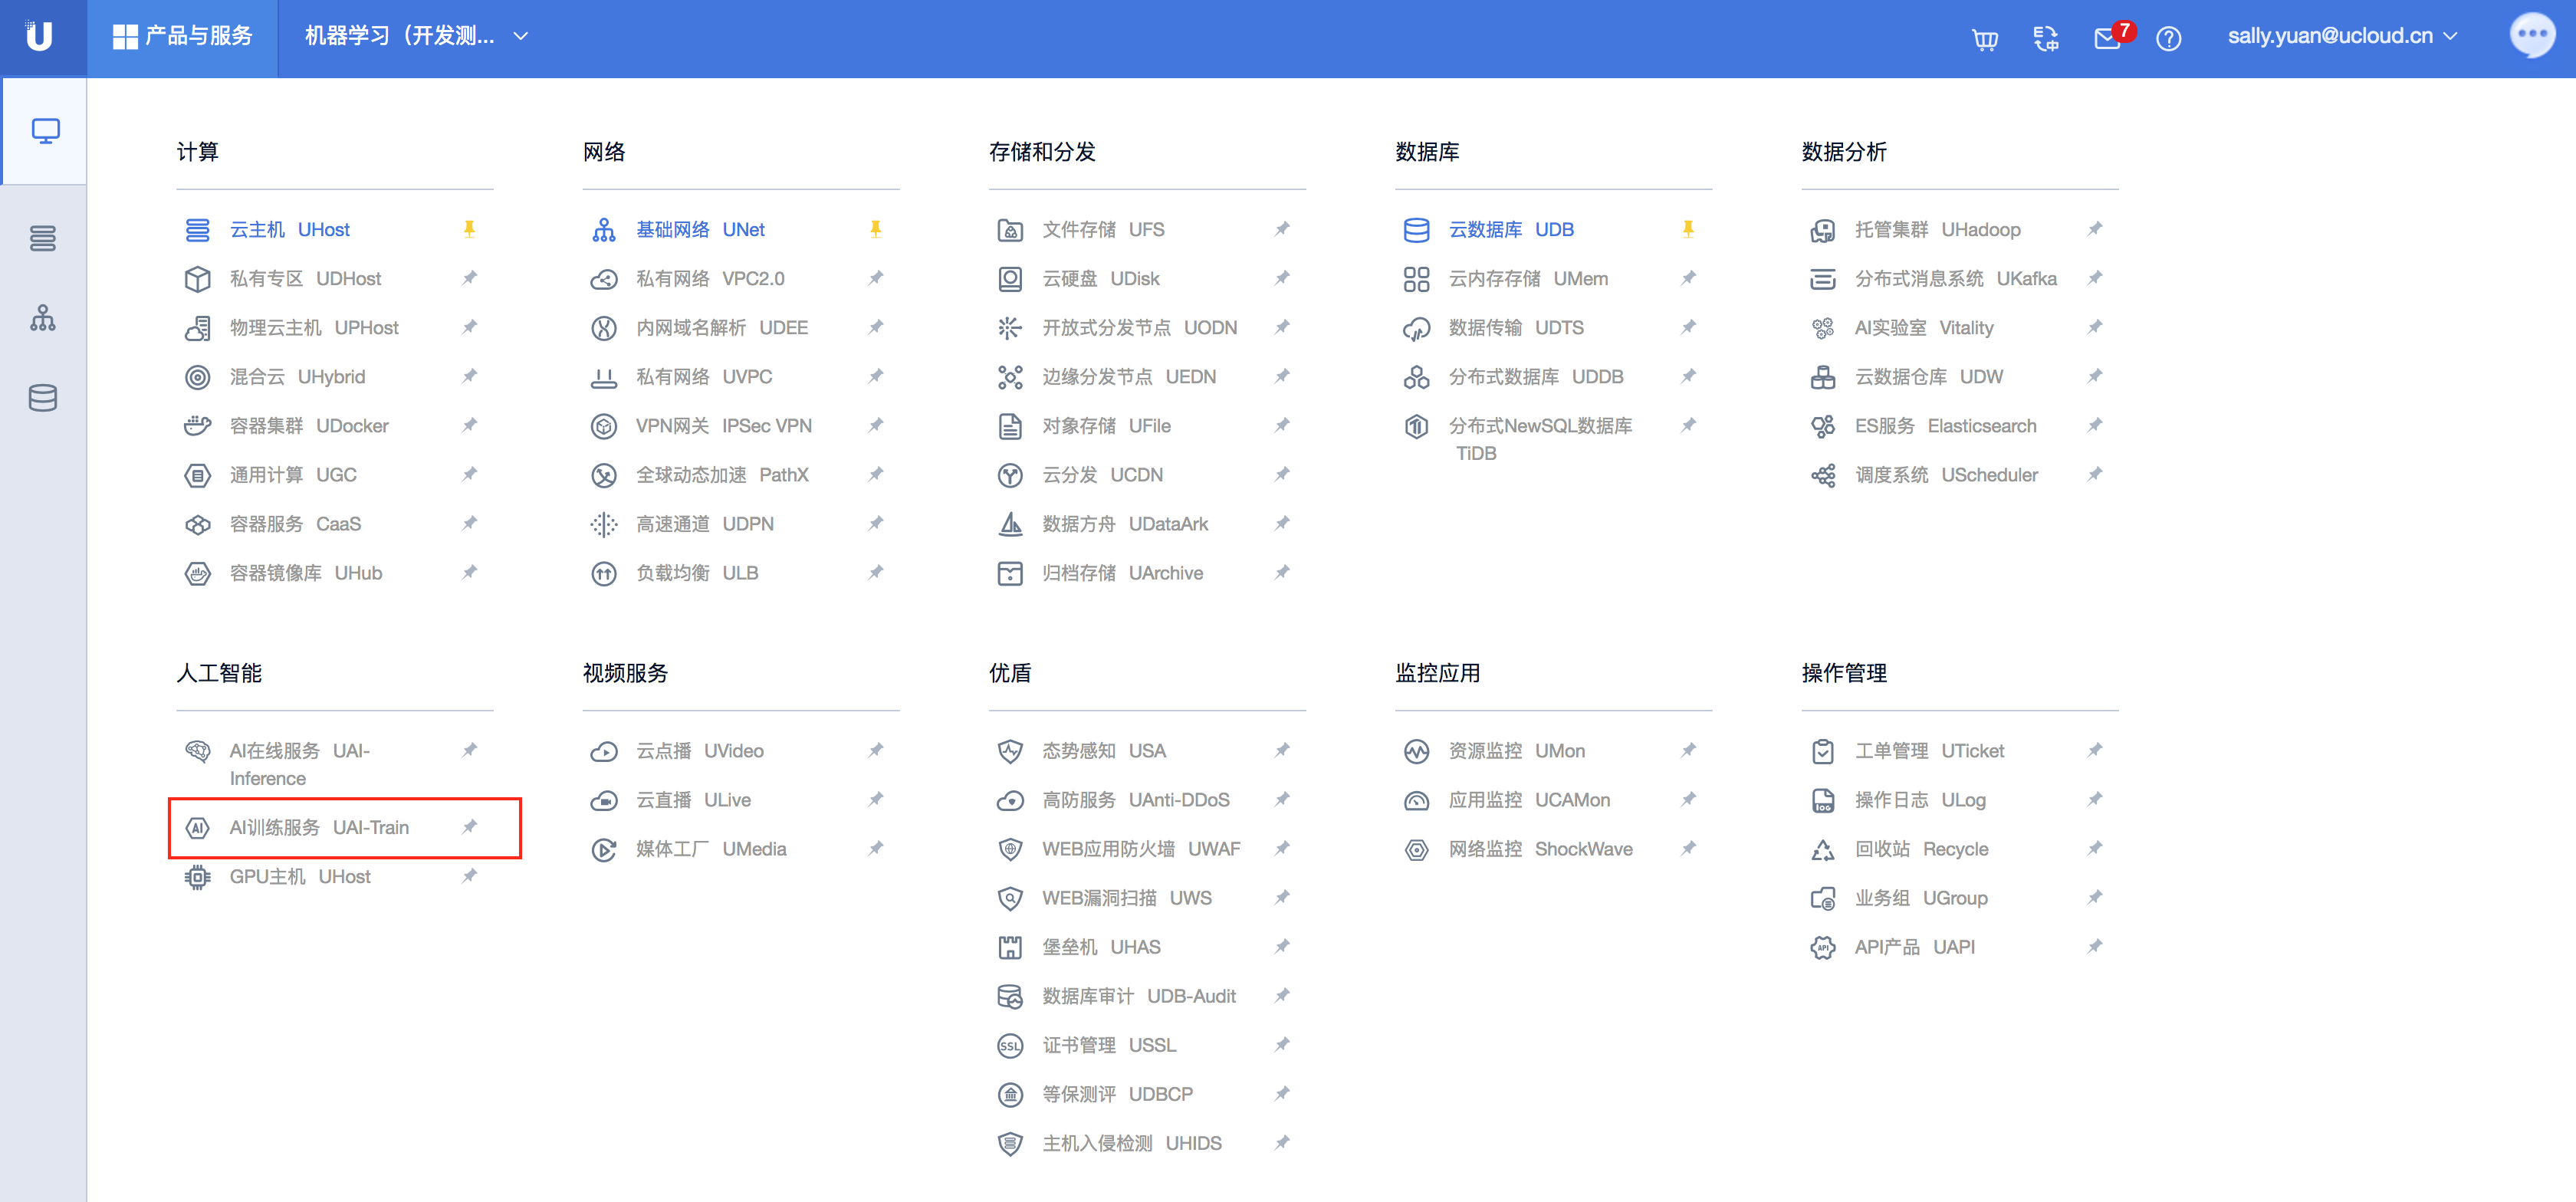 U
产品与服务
机器学习（开发测...
7
sally.yuan@ucloud.cn
计算
云主机 UHost
私有专区 UDHost
物理云主机 UPHost
混合云 UHybrid
容器集群 UDocker
通用计算 UGC
容器服务 CaaS
容器镜像库 UHub
网络
基础网络 UNet
私有网络 VPC2.0
内网域名解析 UDEE
私有网络 UVPC
VPN网关 IPSec VPN
全球动态加速 PathX
高速通道 UDPN
负载均衡 ULB
存储和分发
文件存储 UFS
云硬盘 UDisk
开放式分发节点 UODN
边缘分发节点 UEDN
对象存储 UFile
云分发 UCDN
数据方舟 UDataArk
归档存储 UArchive
数据库
云数据库 UDB
云内存存储 UMem
数据传输 UDTS
分布式数据库 UDDB
分布式NewSQL数据库
TiDB
数据分析
托管集群 UHadoop
分布式消息系统 UKafka
AI实验室 Vitality
云数据仓库 UDW
ES服务 Elasticsearch
调度系统 UScheduler
人工智能
AI在线服务 UAI-
Inference
AI
AI训练服务 UAI-Train
GPU主机 UHost
视频服务
云点播 UVideo
云直播 ULive
媒体工厂 UMedia
优盾
态势感知 USA
高防服务 UAnti-DDoS
WEB应用防火墙 UWAF
WEB漏洞扫描 UWS
堡垒机 UHAS
数据库审计 UDB-Audit
SSL
证书管理 USSL
等保测评 UDBCP
主机入侵检测 UHIDS
监控应用
资源监控 UMon
应用监控 UCAMon
网络监控 ShockWave
操作管理
工单管理 UTicket
log
操作日志 ULog
回收站 Recycle
业务组 UGroup
API
API产品 UAPI